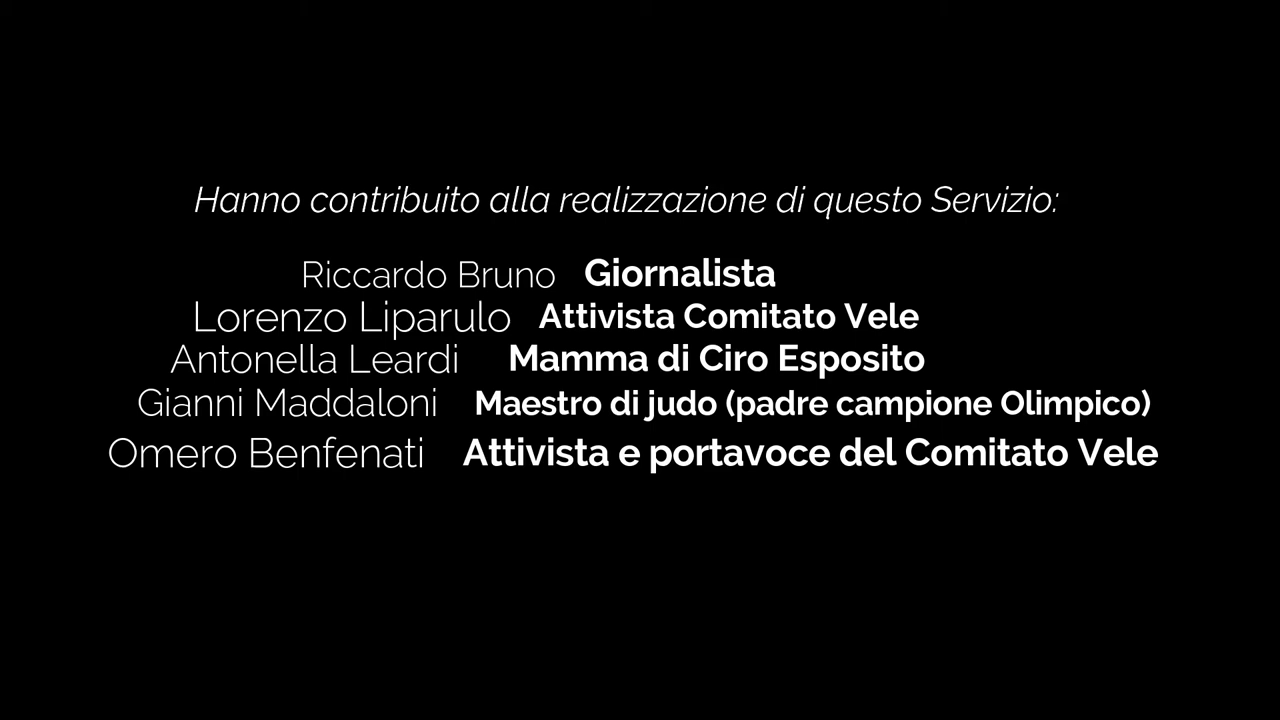 Hanno contribuito alla realizzazione di questo Servizio:
Riccardo Bruno Giornalista
Lorenzo Liparulo Attivista Comitato Vele
Antonella Leardi Mamma di Ciro Esposito
Gianni Maddaloni Maestro di judo (padre campione Olimpico)
Omero Benfenati Attivista e portavoce del Comitato Vele